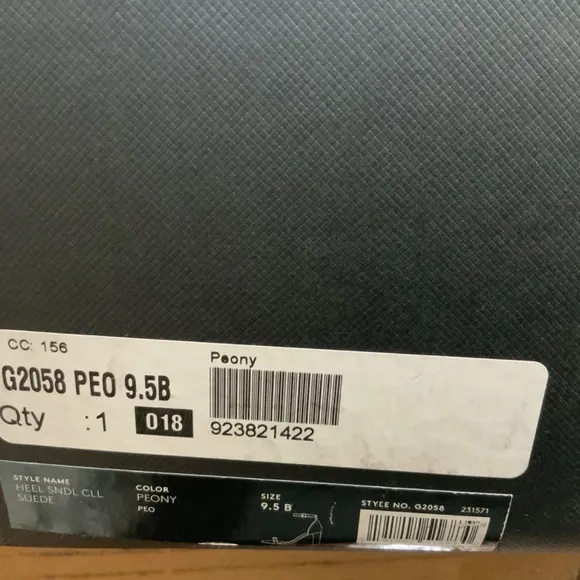 CC: 156
G2058 PEO 9.5B
Qty :1 018
Peony
923821422
STYLE NAME
HEEL SNDL CLL
SUEDE
COLOR
PEONY
PEO
SIZE
9.5 B
STYLE NO. G2058 231571